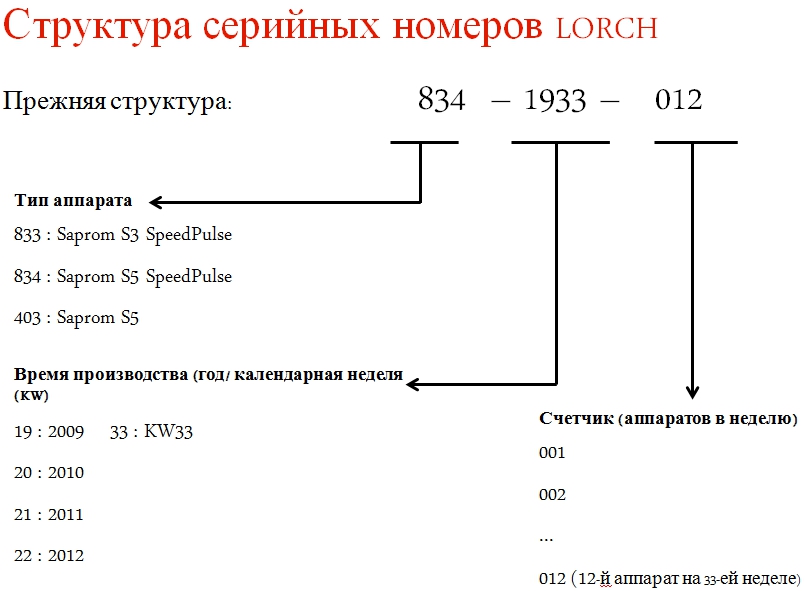 Структура серийных номеров LORCH
Прежняя структура: 834 – 1933 – 012
Тип аппарата
833 : Saprom S3 SpeedPulse
834 : Saprom S5 SpeedPulse
403 : Saprom S5
Время производства (год/ календарная неделя
(KW)
19 : 2009 33 : KW33
20 : 2010
21 : 2011
22 : 2012
Счетчик (аппаратов в неделю)
001
002
...
012 (12-й аппарат на 33-ей неделе)